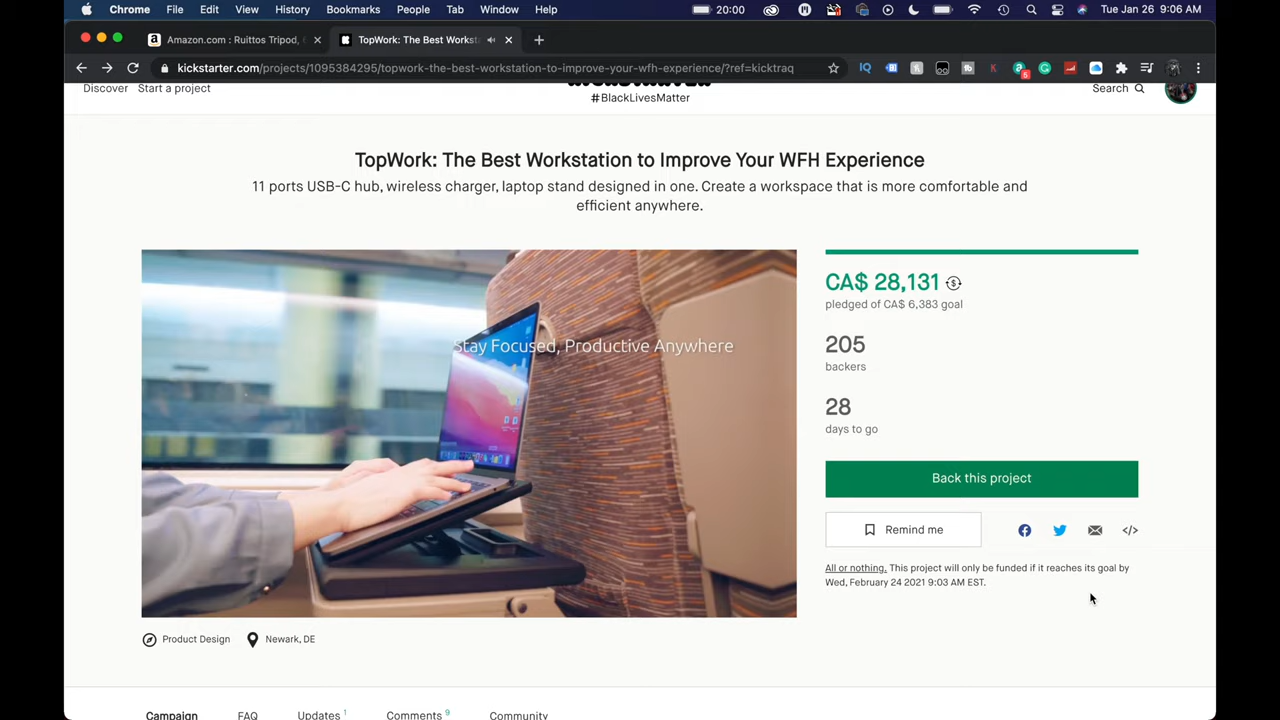 Chrome File Edit View History Bookmarks People Tab Window Help 20:00 Tue Jan 26 9:06 AM
Amazon.com : Ruittos Tripod, TopWork: The Best Workst
kickstarter.com/projects/1095384295/topwork-the-best-workstation-to-improve-your-wfh-experience/?ref=kicktraq
Discover Start a project Search
#BlackLivesMatter
TopWork: The Best Workstation to Improve Your WFH Experience
11 ports USB-C hub, wireless charger, laptop stand designed in one. Create a workspace that is more comfortable and
efficient anywhere.
CA$ 28,131
pledged of CA$ 6,383 goal
Stay Focused, Productive Anywhere
205
backers
28
days to go
Back this project
Remind me
All or nothing. This project will only be funded if it reaches its goal by
Wed, February 24 2021 9:03 AM EST.
Product Design Newark, DE
Campaign FAQ Updates 1 Comments 9 Community